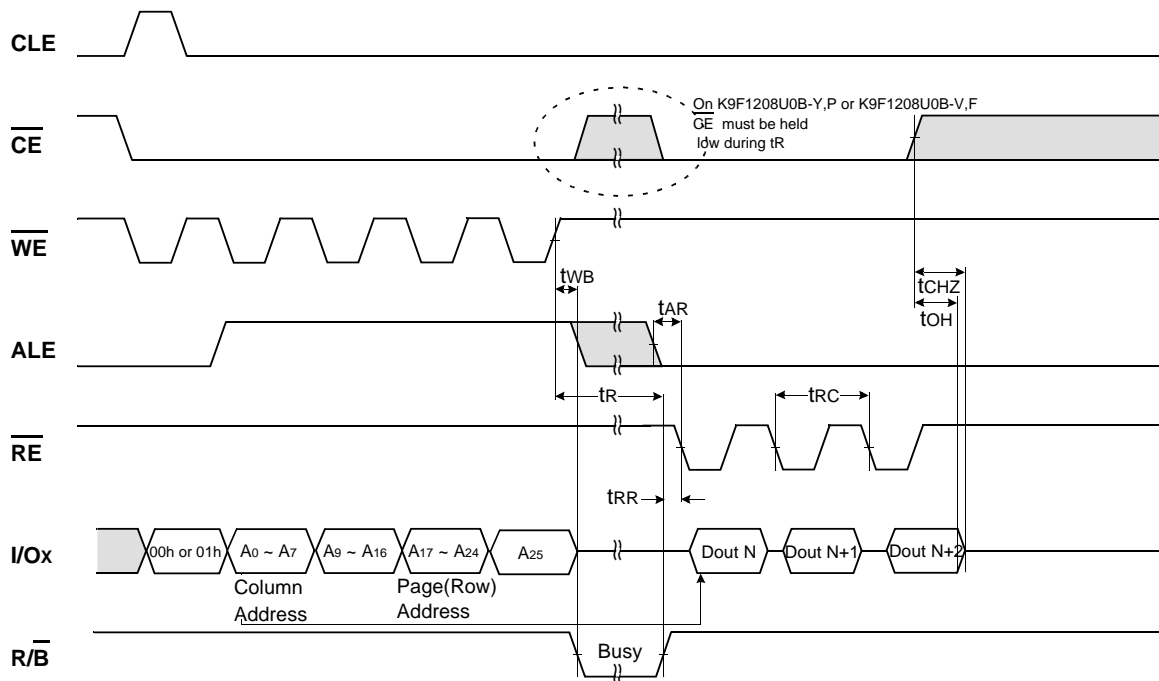 CLE
On K9F1208U0B-Y,P or K9F1208U0B-V,F
CE must be held
low during tR
CE
WE
tWB
tCHZ
tOH
tAR
ALE
tR
tRC
RE
tRR
I/Ox
00h or 01h
A0 ~ A7
A9 ~ A16
A17 ~ A24
A25
Dout N
Dout N+1
Dout N+2
Column
Address
Page(Row)
Address
R/B
Busy